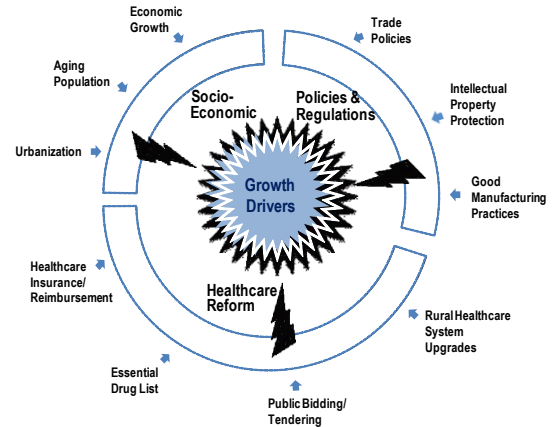 Economic
Growth
Trade
Policies
Aging
Population
Intellectual
Property
Protection
Socio-
Economic
Policies &
Regulations
Urbanization
Growth
Drivers
Good
Manufacturing
Practices
Healthcare
Insurance/
Reimbursement
Healthcare
Reform
Rural Healthcare
System
Upgrades
Essential
Drug List
Public Bidding/
Tendering